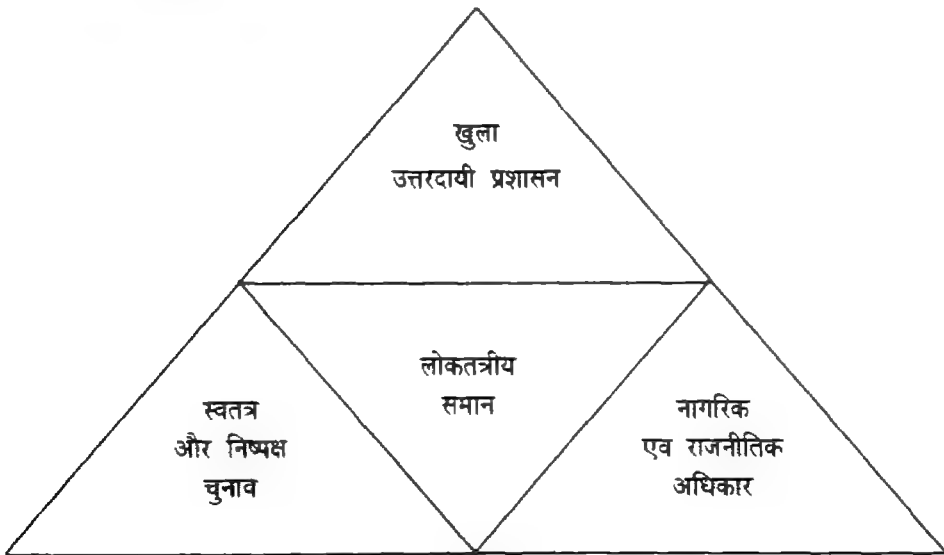 खुला
उत्तरदायी प्रशासन
लोकतत्रीय
समान
स्वतत्र
और निष्पक्ष
चुनाव
नागरिक
एव राजनीतिक
अधिकार